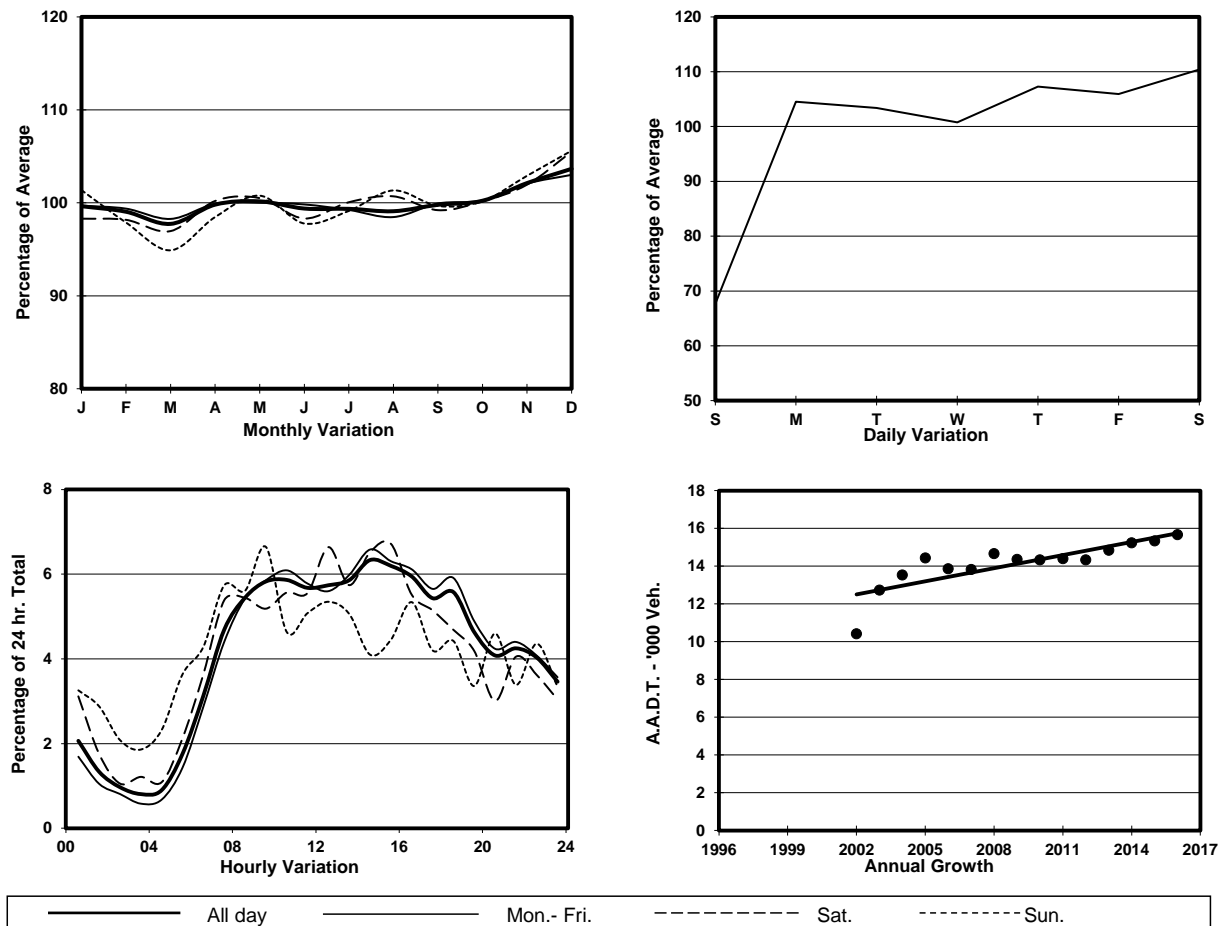 120
110
100
90
80
Percentage of Average
J F M A M J J A S O N D
Monthly Variation
120
110
100
90
80
70
60
50
Percentage of Average
S M T W T F S
Daily Variation
8
6
4
2
0
Percentage of 24 hr. Total
00 04 08 12 16 20 24
Hourly Variation
18
16
14
12
10
8
6
4
2
0
A.A.D.T. - '000 Veh.
1996 1999 2002 2005 2008 2011 2014 2017
Annual Growth
All day Mon.- Fri. Sat. Sun.